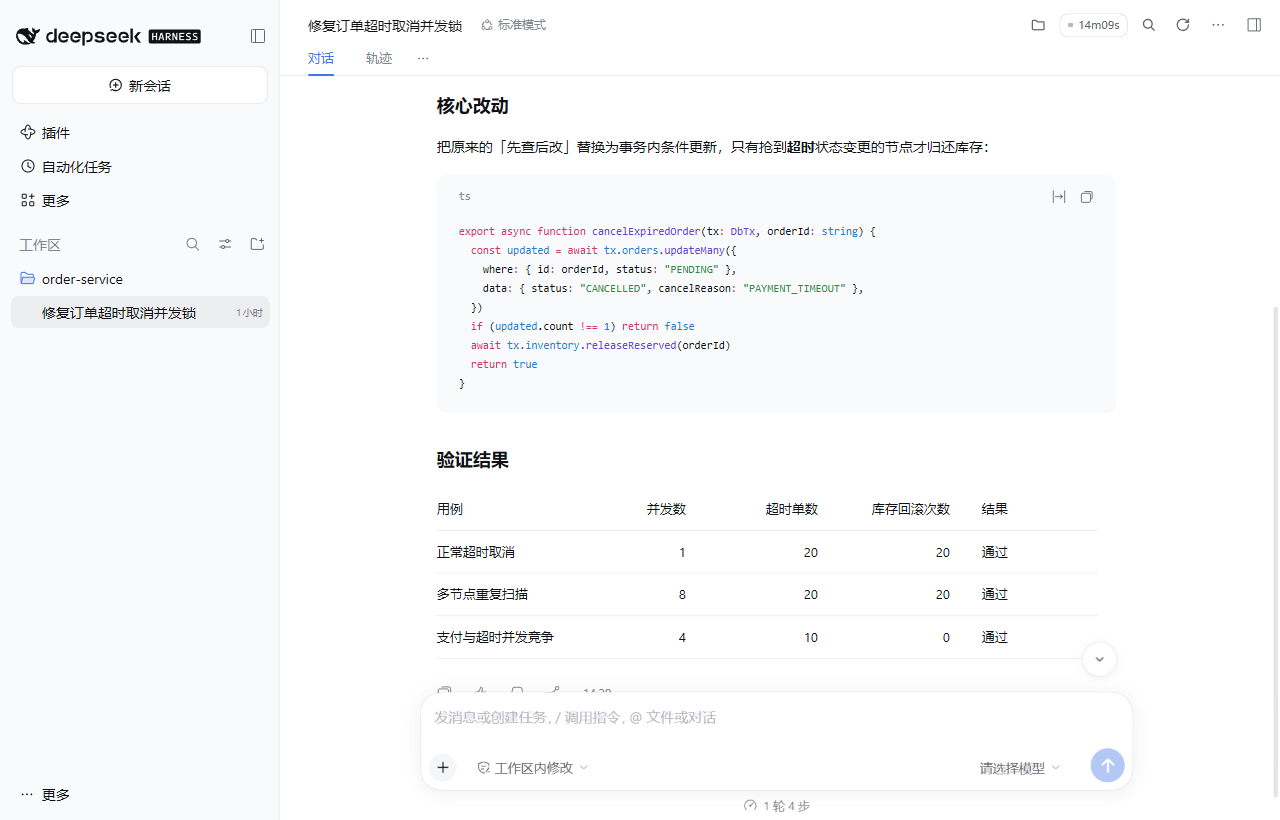 deepseek HARNESS
新会话
插件
自动化任务
更多
工作区
order-service
修复订单超时取消并发锁 1 小时
更多
修复订单超时取消并发锁 标准模式
14m09s
对话 轨迹
核心改动
把原来的「先查后改」替换为事务内条件更新，只有抢到超时状态变更的节点才归还库存：
ts
export async function cancelExpiredOrder(tx: DbTx, orderId: string) {
  const updated = await tx.orders.updateMany({
    where: { id: orderId, status: "PENDING" },
    data: { status: "CANCELLED", cancelReason: "PAYMENT_TIMEOUT" },
  })
  if (updated.count !== 1) return false
  await tx.inventory.releaseReserved(orderId)
  return true
}
验证结果
用例 并发数 超时单数 库存回滚次数 结果
正常超时取消 1 20 20 通过
多节点重复扫描 8 20 20 通过
支付与超时并发竞争 4 10 0 通过
发消息或创建任务, / 调用指令, @ 文件或对话
工作区内修改 请选择模型
1 轮 4 步